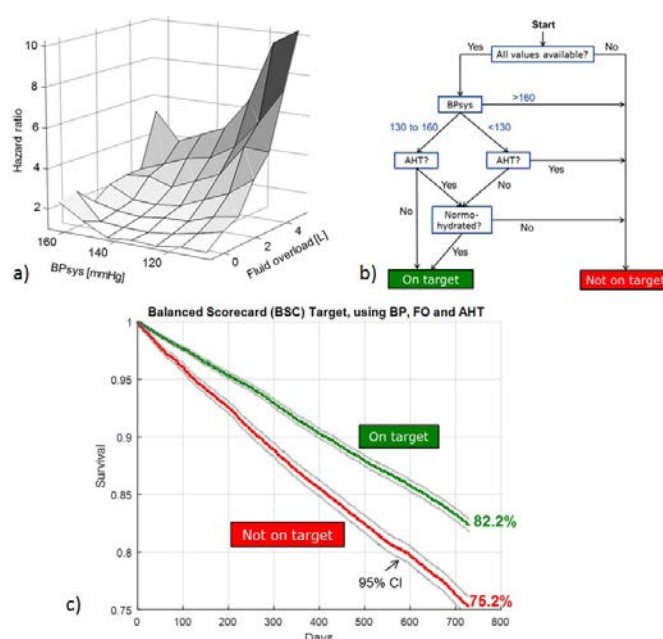 10
8
6
4
2
Hazard ratio
160
140
120
BPsys [mmHg]
0
2
4
Fluid overload [L]
a)
Start
Yes
All values available?
No
BPsys
>160
130 to 160
<130
AHT?
AHT?
Yes
Yes
No
No
Normo-
hydrated?
No
Yes
On target
Not on target
b)
Balanced Scorecard (BSC) Target, using BP, FO and AHT
1
0.95
0.9
0.85
0.8
0.75
Survival
On target
82.2%
Not on target
95% CI
75.2%
c)
0 100 200 300 400 500 600 700 800
Days